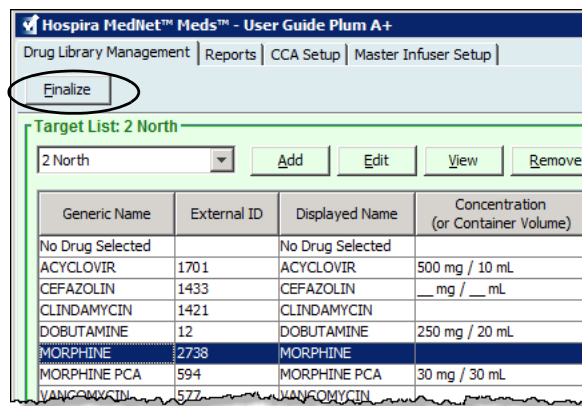 Hospira MedNet™ Meds™ - User Guide Plum A+
Drug Library Management Reports CCA Setup Master Infuser Setup
Finalize
Target List: 2 North
2 North Add Edit View Remove
Generic Name External ID Displayed Name Concentration (or Container Volume)
No Drug Selected No Drug Selected
ACYCLOVIR 1701 ACYCLOVIR 500 mg / 10 mL
CEFAZOLIN 1433 CEFAZOLIN __ mg / __ mL
CLINDAMYCIN 1421 CLINDAMYCIN
DOBUTAMINE 12 DOBUTAMINE 250 mg / 20 mL
MORPHINE 2738 MORPHINE
MORPHINE PCA 594 MORPHINE PCA 30 mg / 30 mL
VANCOMYCIN 577 VANCOMYCIN